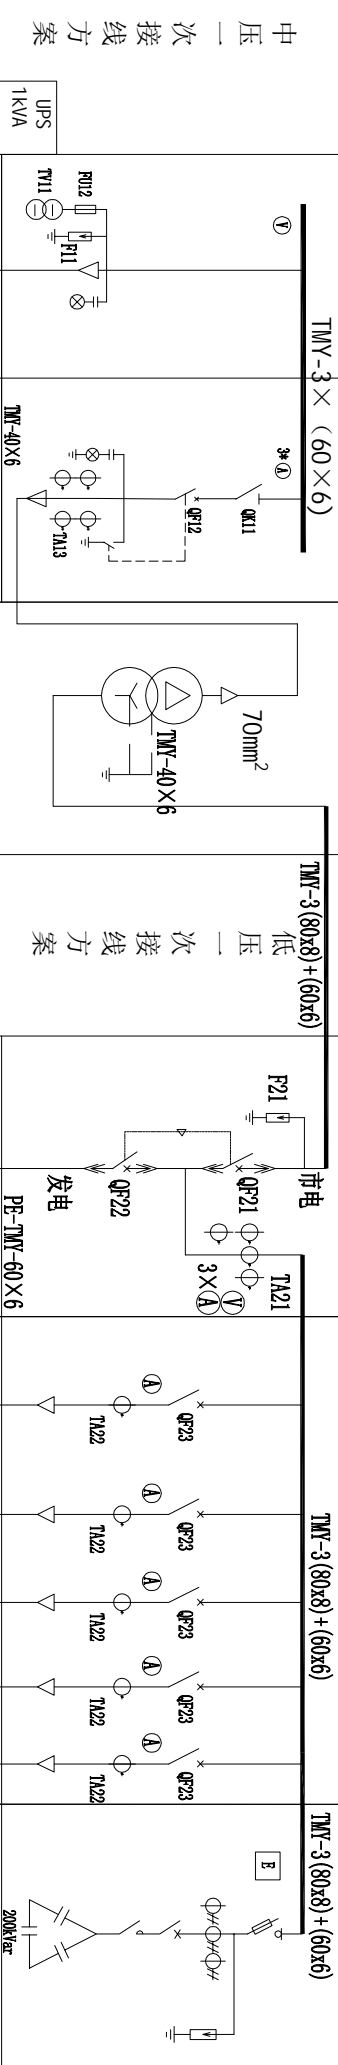 中压一次接线方案
UPS
1kVA
TV11
FU12
F11
V
TMY-3×(60×6)
3*A
TMY-40×6
TA13
QF12
QK11
70mm²
TMY-40×6
TMY-3(80x8)+(60x6)
低压一次接线方案
F21
市电
QF21
QF22
发电
PE-TMY-60×6
TA21
V
3×A
TMY-3(80x8)+(60x6)
A
QF23
TA22
A
QF23
TA22
A
QF23
TA22
A
QF23
TA22
A
QF23
TA22
TMY-3(80x8)+(60x6)
E
200kVar